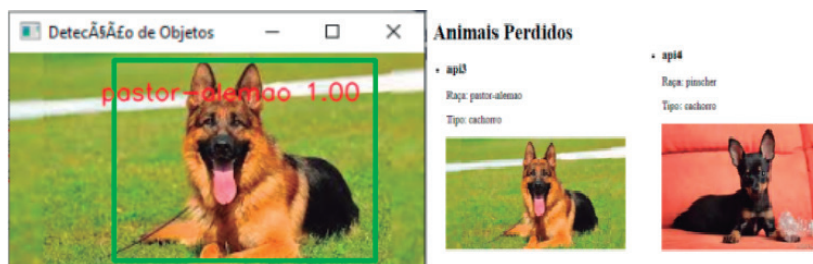 DetecÃ§Ã£o de Objetos
pastor-alemao 1.00
Animais Perdidos
api3
Raça: pastor-alemao
Tipo: cachorro
api4
Raça: pinscher
Tipo: cachorro